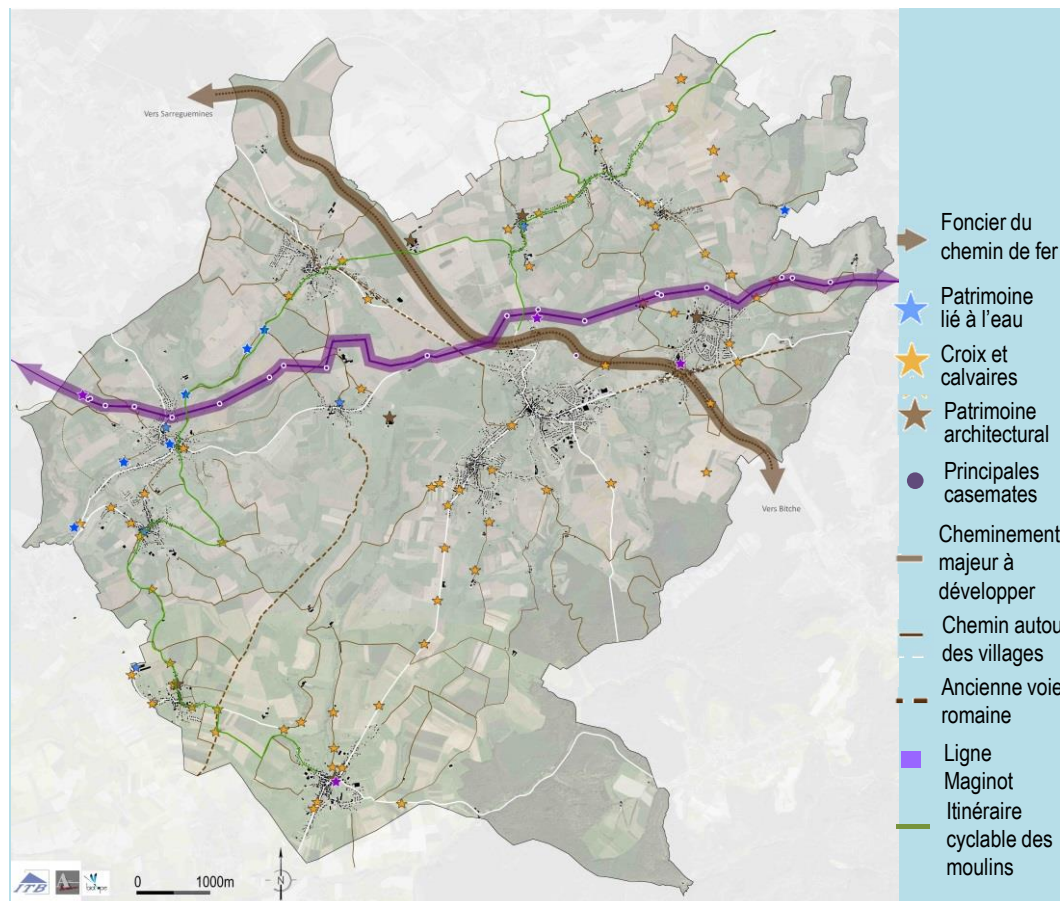 Vers Sarreguemines
Vers Bitche
Foncier du
chemin de fer
Patrimoine
lié à l'eau
Croix et
calvaires
Patrimoine
architectural
Principales
casemates
Cheminement
majeur à
développer
Chemin autou
des villages
Ancienne voie
romaine
Ligne
Maginot
Itinéraire
cyclable des
moulins
ITB
0 1000m
N